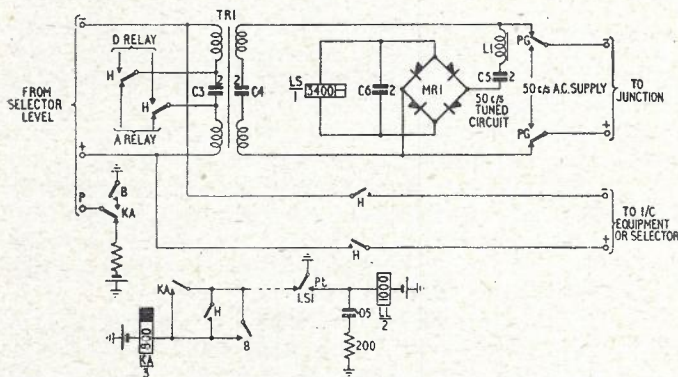 TR1
D RELAY
H
H
A RELAY
FROM
SELECTOR
LEVEL
C3
2
2
C4
LS
1
3400
C6
2
MR1
L1
C5
2
50 c/s
TUNED
CIRCUIT
PG
50 c/s A.C. SUPPLY
PG
TO
JUNCTION
B
P
KA
H
H
TO I/C
EQUIPMENT
OR SELECTOR
KA
H
B
LS1
Pt
·05
200
1000
LL
2
800
KA
3